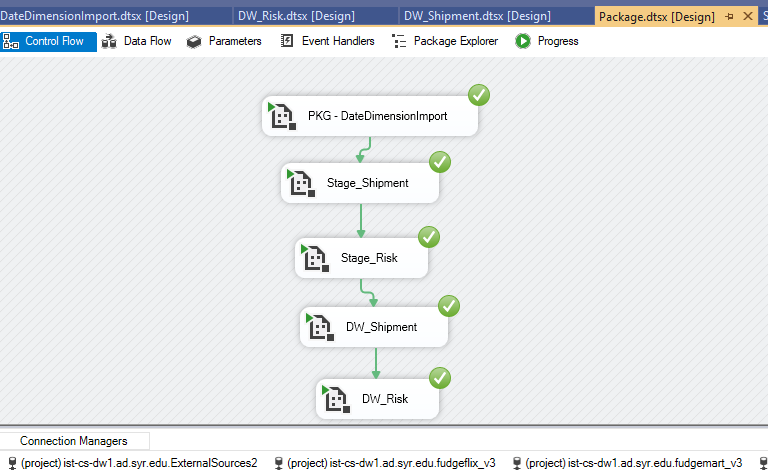 DateDimensionImport.dtsx [Design] DW_Risk.dtsx [Design] DW_Shipment.dtsx [Design] Package.dtsx [Design] S
Control Flow Data Flow Parameters Event Handlers Package Explorer Progress
PKG - DateDimensionImport
Stage_Shipment
Stage_Risk
DW_Shipment
DW_Risk
Connection Managers
(project) ist-cs-dw1.ad.syr.edu.ExternalSources2 (project) ist-cs-dw1.ad.syr.edu.fudgeflix_v3 (project) ist-cs-dw1.ad.syr.edu.fudgemart_v3 (project) ist